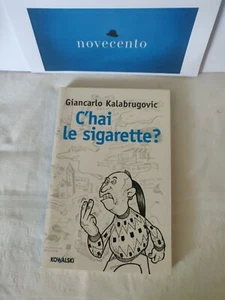 novecento
Giancarlo Kalabrugovic
C'hai
le sigarette?
KOWALSKI